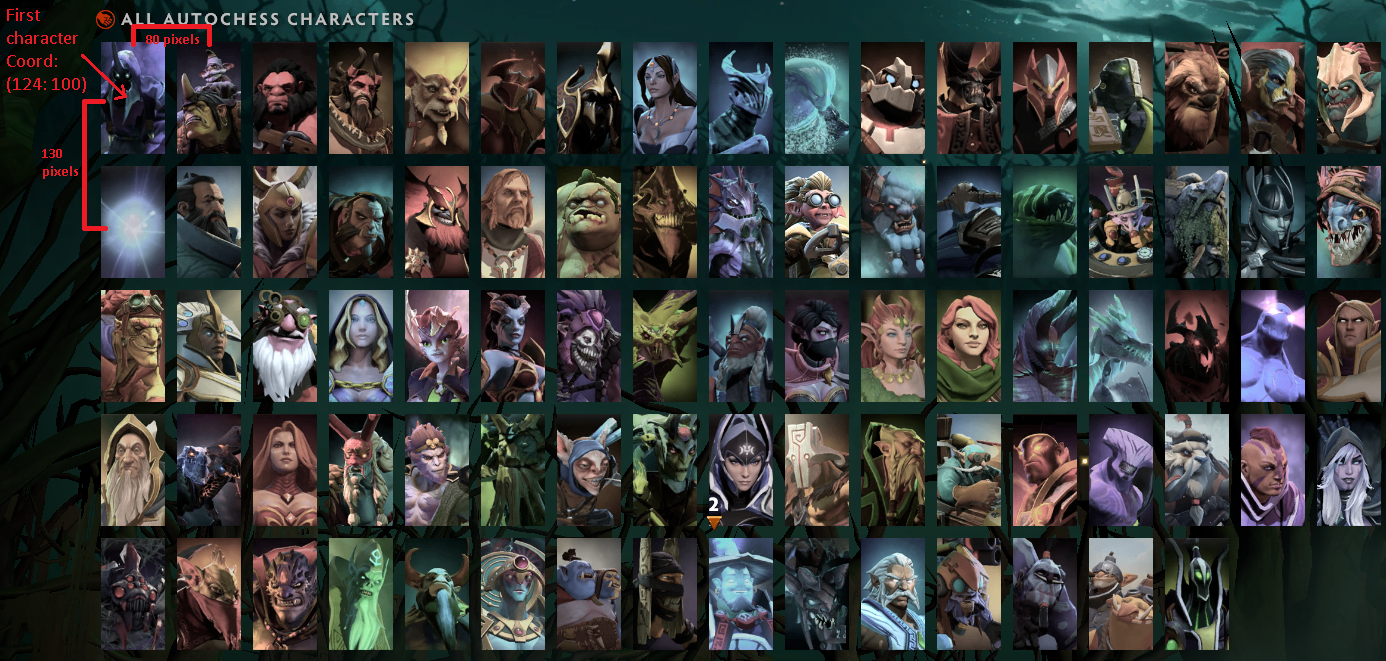 ALL AUTOCHESS CHARACTERS
First
character
Coord:
(124: 100)
80 pixels
130
pixels
2